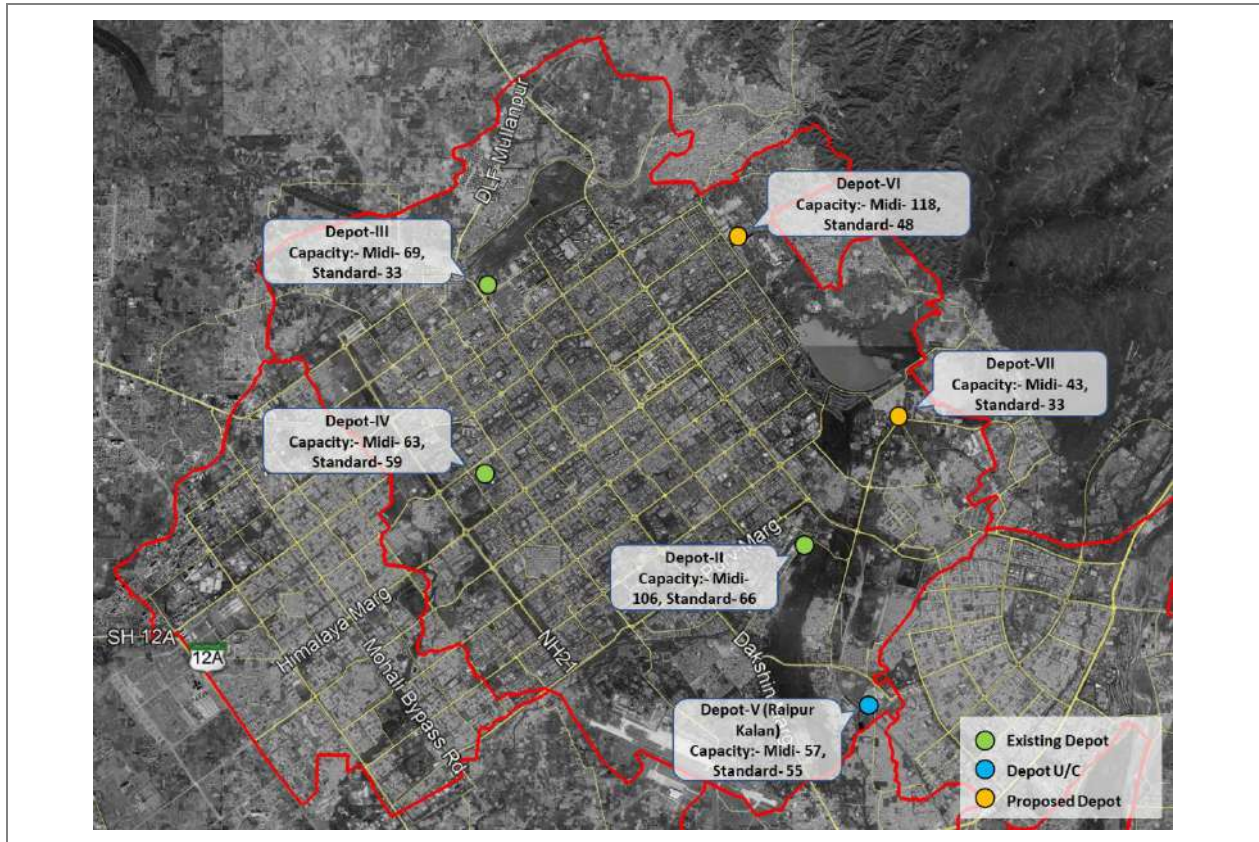 DLF Mullanpur
Depot-VI
Capacity:- Midi- 118,
Standard- 48
Depot-III
Capacity:- Midi- 69,
Standard- 33
Depot-VII
Capacity:- Midi- 43,
Standard- 33
Depot-IV
Capacity:- Midi- 63,
Standard- 59
Depot-II
Capacity:- Midi-
106, Standard- 66
Marg
Himalaya Marg
SH 12A
12A
Mohair Bypass Rd
NH21
Dakshin
Depot-V (Raipur
Kalan)
Capacity:- Midi- 57,
Standard- 55
Existing Depot
Depot U/C
Proposed Depot